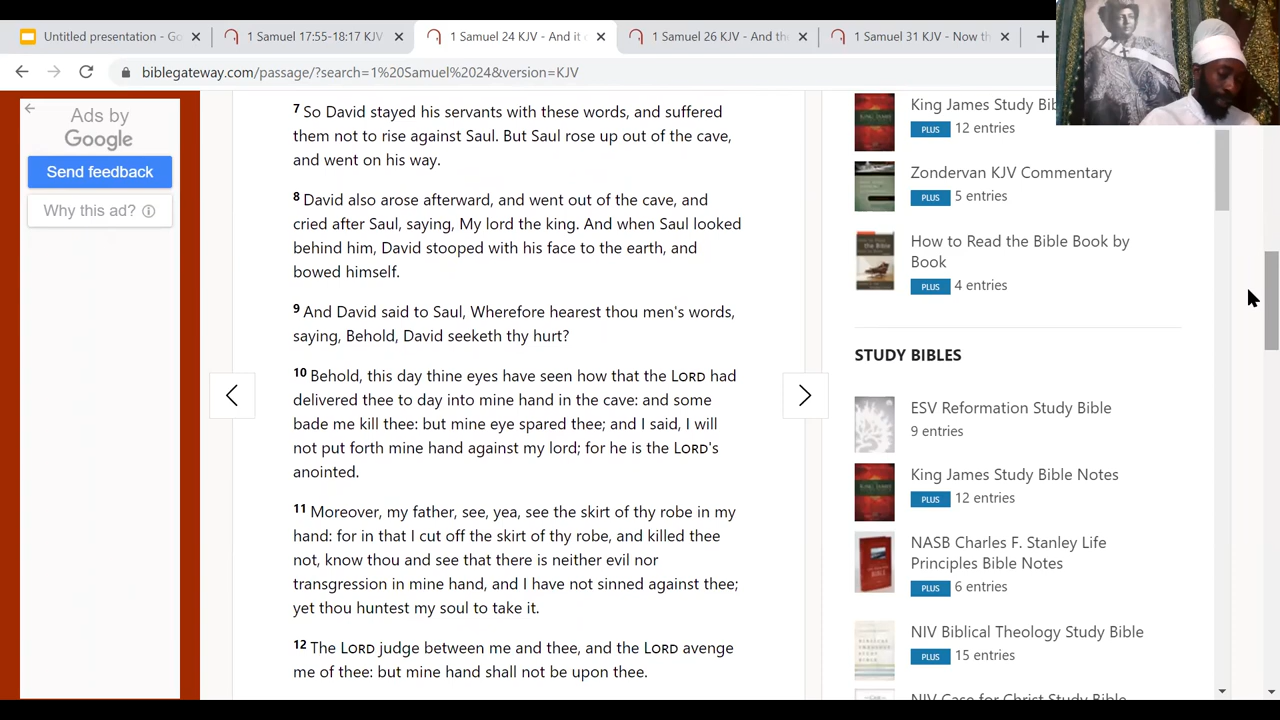 Untitled presentation - Go
1 Samuel 17:55-18:17 KJV
1 Samuel 24 KJV - And it
1 Samuel 26 KJV - And the
1 Samuel 31 KJV - Now th
biblegateway.com/passage/?search=1%20Samuel%2024&version=KJV
Ads by
Google
Send feedback
Why this ad?
7 So David stayed his servants with these words, and suffered
them not to rise against Saul. But Saul rose up out of the cave,
and went on his way.
8 David also arose afterward, and went out of the cave, and
cried after Saul, saying, My lord the king. And when Saul looked
behind him, David stooped with his face to the earth, and
bowed himself.
9 And David said to Saul, Wherefore hearest thou men's words,
saying, Behold, David seeketh thy hurt?
10 Behold, this day thine eyes have seen how that the LORD had
delivered thee to day into mine hand in the cave: and some
bade me kill thee: but mine eye spared thee; and I said, I will
not put forth mine hand against my lord; for he is the LORD's
anointed.
11 Moreover, my father, see, yea, see the skirt of thy robe in my
hand: for in that I cut off the skirt of thy robe, and killed thee
not, know thou and see that there is neither evil nor
transgression in mine hand, and I have not sinned against thee;
yet thou huntest my soul to take it.
12 The LORD judge between me and thee, and the LORD avenge
me of thee: but mine hand shall not be upon thee.
King James Study Bib
PLUS 12 entries
Zondervan KJV Commentary
PLUS 5 entries
How to Read the Bible Book by
Book
PLUS 4 entries
STUDY BIBLES
ESV Reformation Study Bible
9 entries
King James Study Bible Notes
PLUS 12 entries
NASB Charles F. Stanley Life
Principles Bible Notes
PLUS 6 entries
NIV Biblical Theology Study Bible
PLUS 15 entries
NIV Case for Christ Study Bible